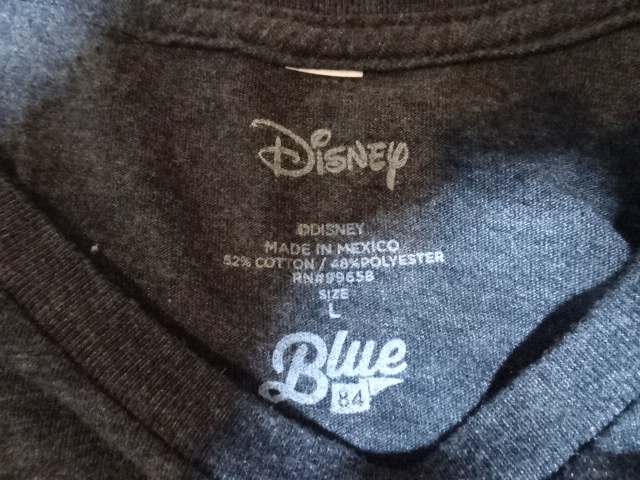 Disney
©DISNEY
MADE IN MEXICO
52% COTTON / 48%POLYESTER
RN#99658
SIZE
L
Blue
84